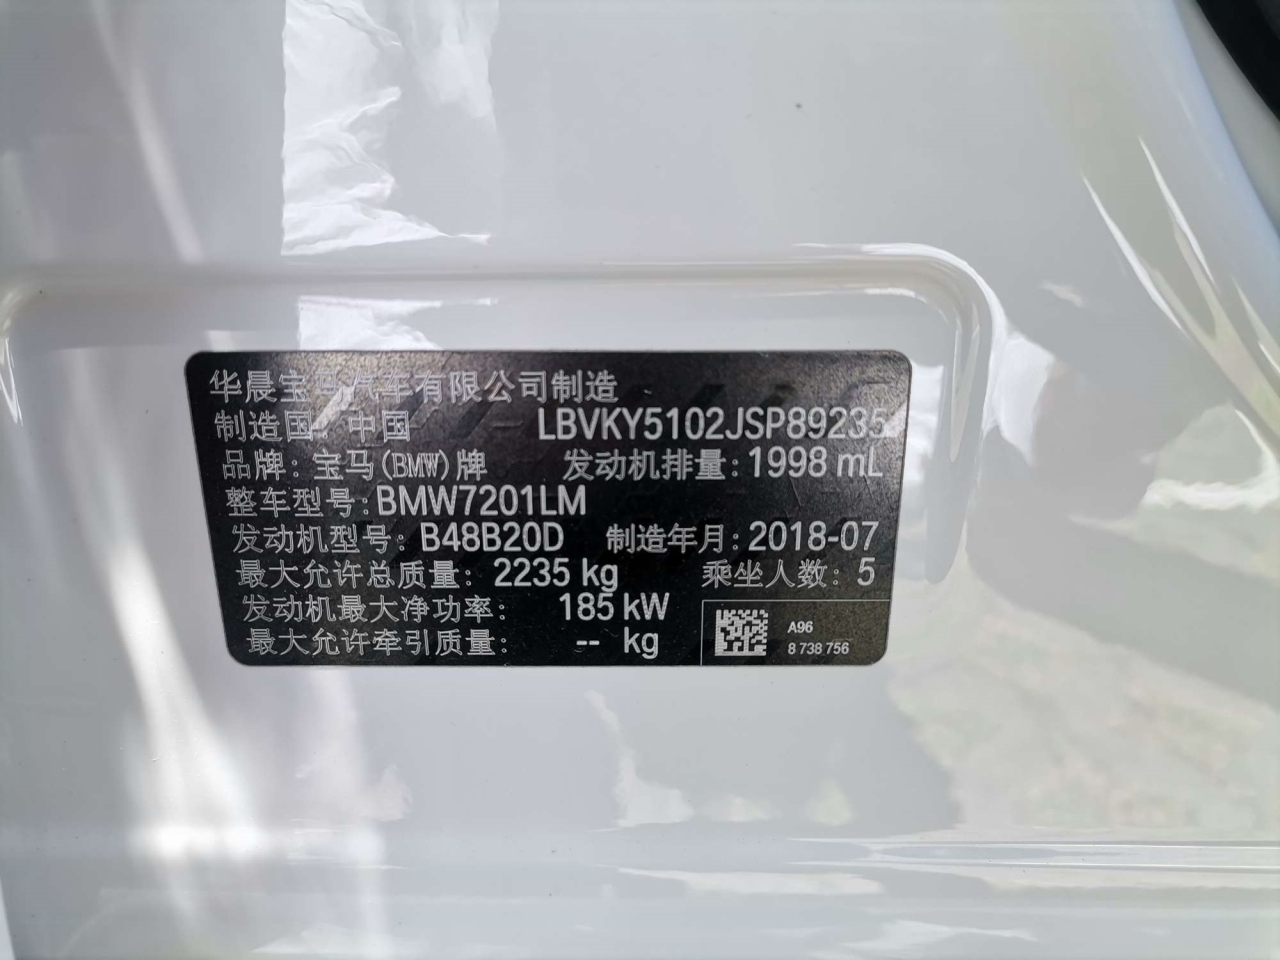 华晨宝马汽车有限公司制造
制造国: 中国 LBVKY5102JSP89235
品牌: 宝马(BMW)牌 发动机排量: 1998 mL
整车型号: BMW7201LM
发动机型号: B48B20D 制造年月: 2018-07
最大允许总质量: 2235 kg 乘坐人数: 5
发动机最大净功率: 185 kW
最大允许牵引质量: -- kg
A96
8 738 756